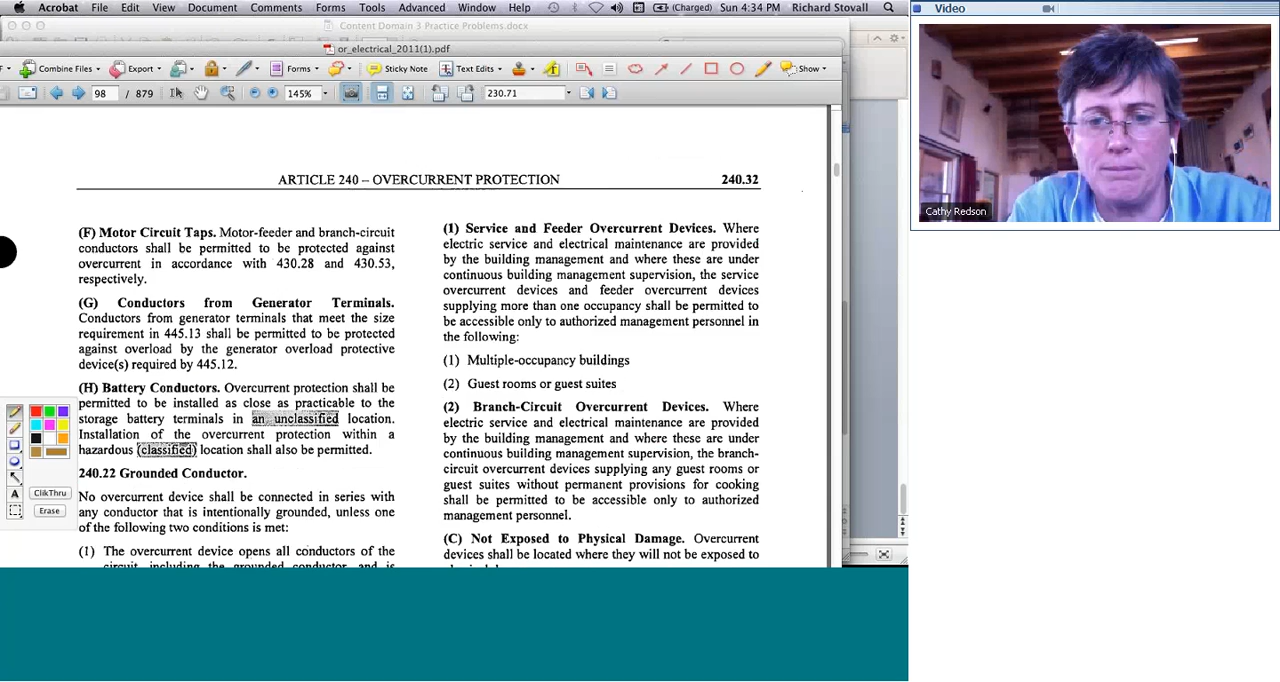 Acrobat File Edit View Document Comments Forms Tools Advanced Window Help (Charged) Sun 4:34 PM Richard Stovall
Content Domain 3 Practice Problems.docx
or_electrical_2011(1).pdf
Combine Files Export Forms Sticky Note Text Edits Show
98 / 879 145% 230.71
ARTICLE 240 – OVERCURRENT PROTECTION 240.32
(F) Motor Circuit Taps. Motor-feeder and branch-circuit
conductors shall be permitted to be protected against
overcurrent in accordance with 430.28 and 430.53,
respectively.
(G) Conductors from Generator Terminals.
Conductors from generator terminals that meet the size
requirement in 445.13 shall be permitted to be protected
against overload by the generator overload protective
device(s) required by 445.12.
(H) Battery Conductors. Overcurrent protection shall be
permitted to be installed as close as practicable to the
storage battery terminals in an unclassified location.
Installation of the overcurrent protection within a
hazardous (classified) location shall also be permitted.
240.22 Grounded Conductor.
No overcurrent device shall be connected in series with
any conductor that is intentionally grounded, unless one
of the following two conditions is met:
(1) The overcurrent device opens all conductors of the
circuit, including the grounded conductor, and is
(1) Service and Feeder Overcurrent Devices. Where
electric service and electrical maintenance are provided
by the building management and where these are under
continuous building management supervision, the service
overcurrent devices and feeder overcurrent devices
supplying more than one occupancy shall be permitted to
be accessible only to authorized management personnel in
the following:
(1) Multiple-occupancy buildings
(2) Guest rooms or guest suites
(2) Branch-Circuit Overcurrent Devices. Where
electric service and electrical maintenance are provided
by the building management and where these are under
continuous building management supervision, the branch-
circuit overcurrent devices supplying any guest rooms or
guest suites without permanent provisions for cooking
shall be permitted to be accessible only to authorized
management personnel.
(C) Not Exposed to Physical Damage. Overcurrent
devices shall be located where they will not be exposed to
A
ClikThru
Erase
Video
Cathy Redson